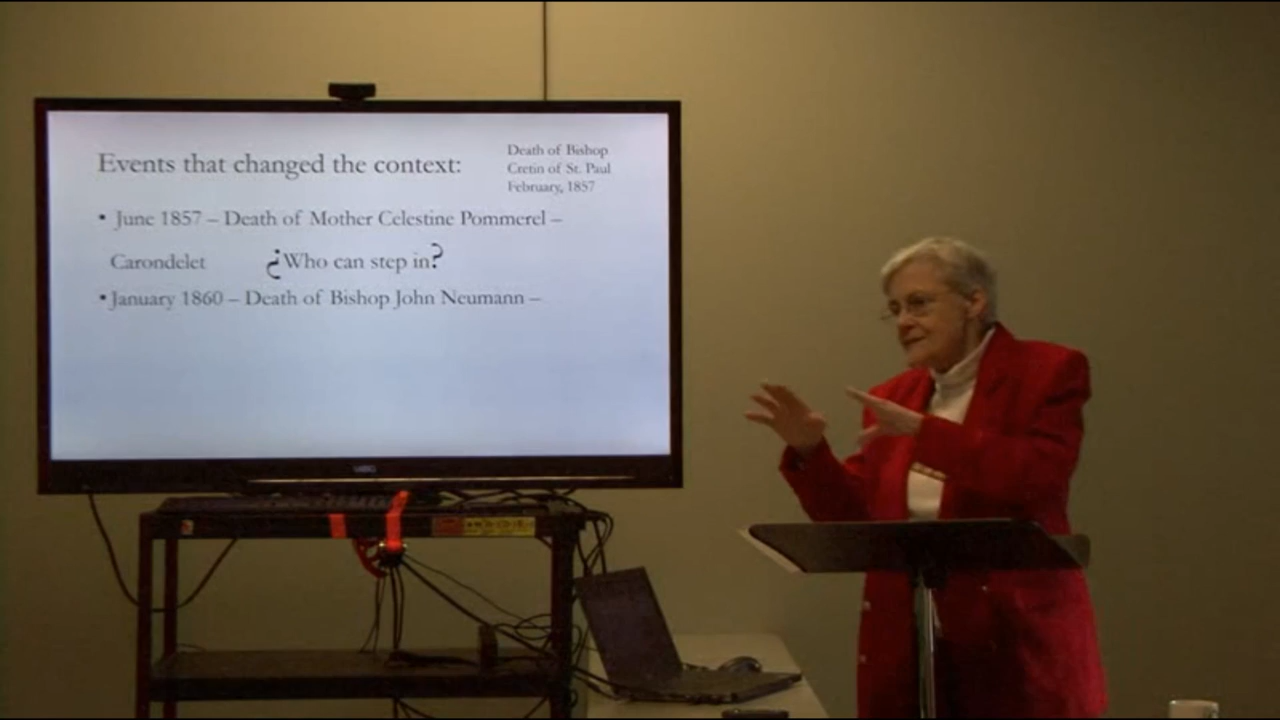 Events that changed the context:
Death of Bishop
Cretin of St. Paul
February, 1857
• June 1857 – Death of Mother Celestine Pommerel –
Carondelet ¿Who can step in?
• January 1860 – Death of Bishop John Neumann –